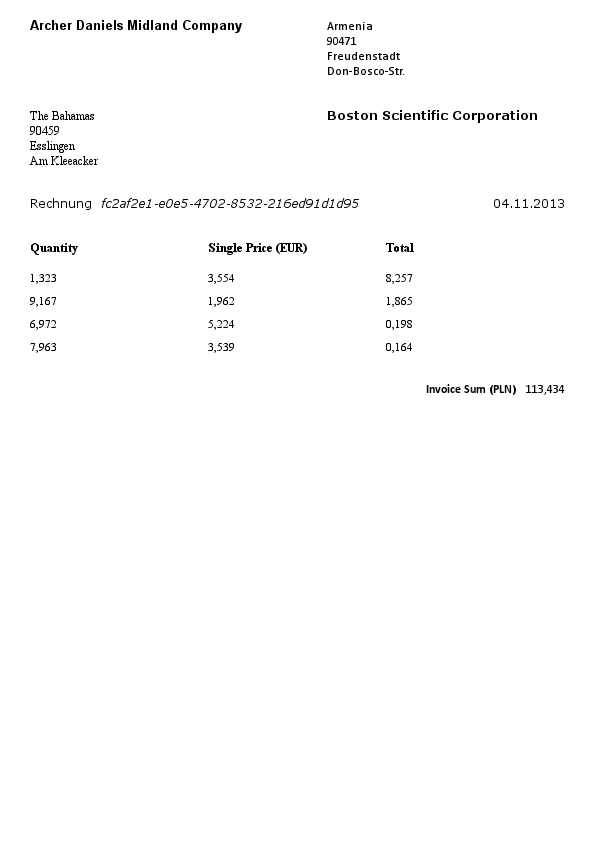 Archer Daniels Midland Company
Armenia
90471
Freudenstadt
Don-Bosco-Str.
The Bahamas
90459
Esslingen
Am Kleeacker
Boston Scientific Corporation
Rechnung fc2af2e1-e0e5-4702-8532-216ed91d1d95 04.11.2013
Quantity Single Price (EUR) Total
1,323 3,554 8,257
9,167 1,962 1,865
6,972 5,224 0,198
7,963 3,539 0,164
Invoice Sum (PLN) 113,434